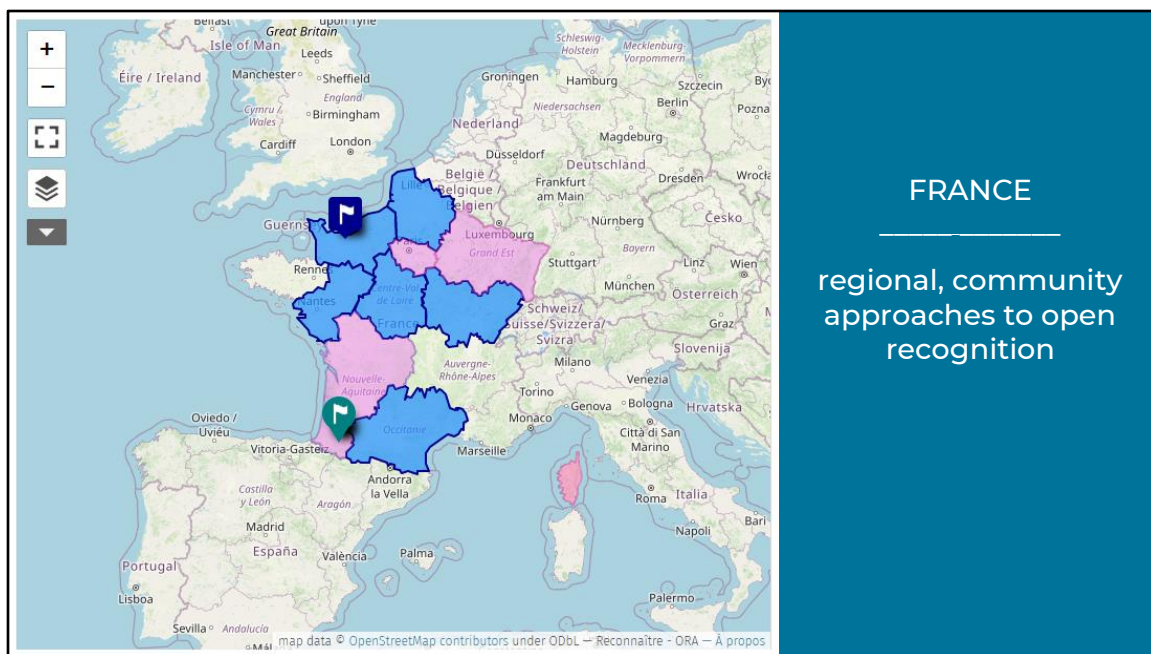 Belfast
upon Tyne
Great Britain
Isle of Man
Leeds
Éire / Ireland
Manchester
Sheffield
England
Birmingham
Cymru /
Wales
Cardiff
London
Schleswig-
Holstein
Mecklenburg-
Vorpommern
Groningen
Hamburg
Szczecin
Berlin
Niedersachsen
Nederland
Magdeburg
Düsseldorf
Deutschland
België /
Belgique /
Belgien
Lille
Frankfurt
am Main
Dresden
Guernsey
Luxembourg
Grand Est
Nürnberg
Česko
Bayern
Stuttgart
Linz
Wien
München
Österreich
Rennes
Nantes
Centre-Val
de Loire
France
Schweiz/
Suisse/Svizzera/
Svizra
Graz
Slovenija
Auvergne-
Rhône-Alpes
Milano
Venezia
Torino
Nouvelle-
Aquitaine
Genova
Bologna
Hrvatska
Occitanie
Monaco
Città di San
Marino
Oviedo /
Uviéu
Vitoria-Gasteiz
Marseille
Andorra
la Vella
Castilla
y León
Aragón
Roma
Italia
Madrid
Napoli
Bari
España
València
Palma
Portugal
Lisboa
Palermo
Sevilla
Andalucía
map data © OpenStreetMap contributors under ODbL — Reconnaître - ORA — À propos
FRANCE
regional, community
approaches to open
recognition